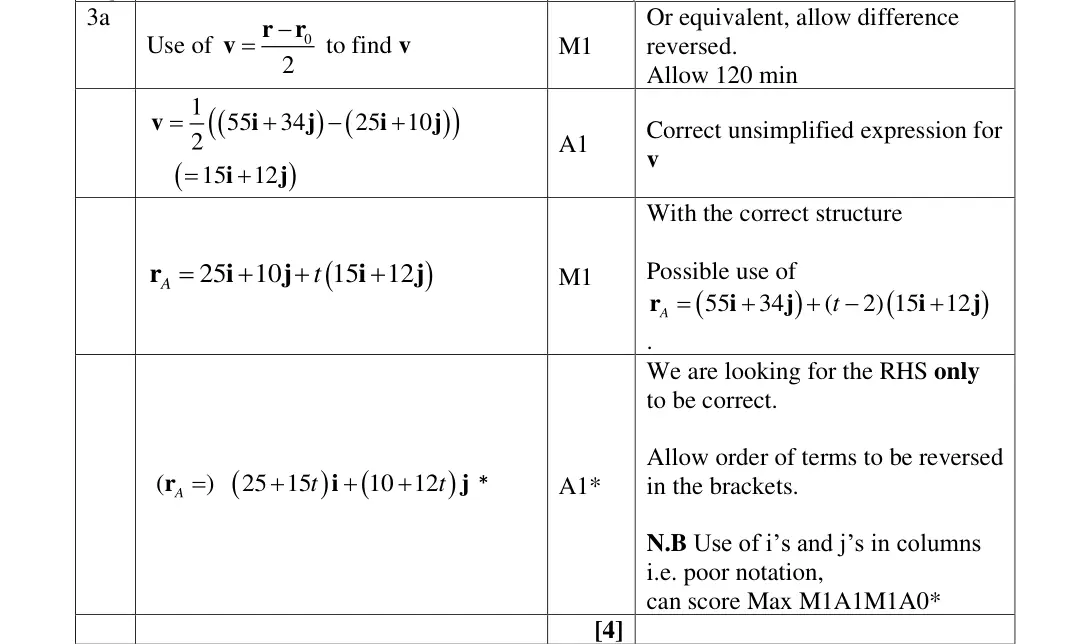 3a
Use of v = (r − r₀)/2 to find v
M1
Or equivalent, allow difference
reversed.
Allow 120 min
v = 1/2((55i + 34j) − (25i + 10j))
(= 15i + 12j)
A1
Correct unsimplified expression for
v
r_A = 25i + 10j + t(15i + 12j)
M1
With the correct structure
Possible use of
r_A = (55i + 34j) + (t − 2)(15i + 12j)
.
(r_A =) (25 + 15t)i + (10 + 12t)j *
A1*
We are looking for the RHS only
to be correct.
Allow order of terms to be reversed
in the brackets.
N.B Use of i’s and j’s in columns
i.e. poor notation,
can score Max M1A1M1A0*
[4]